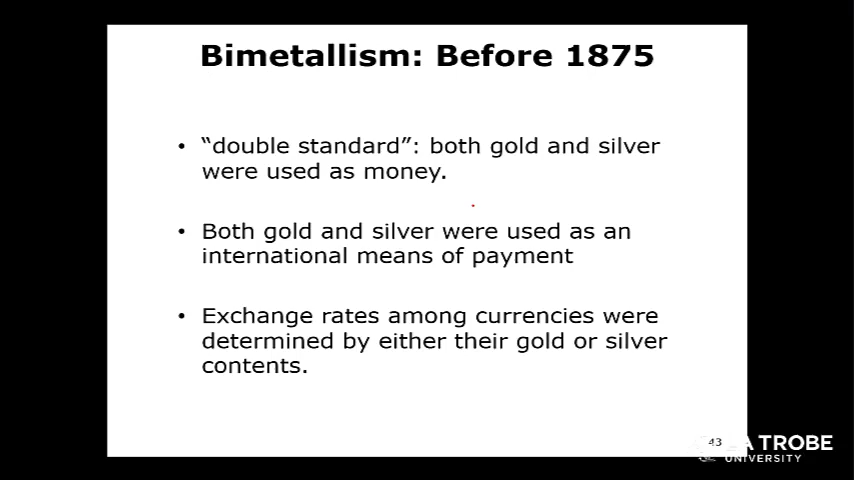 Bimetallism: Before 1875
• “double standard”: both gold and silver
were used as money.
• Both gold and silver were used as an
international means of payment
• Exchange rates among currencies were
determined by either their gold or silver
contents.
43
LA TROBE
UNIVERSITY